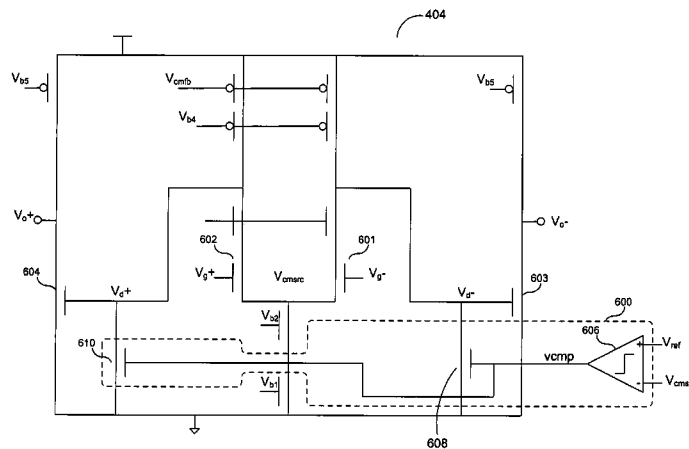 404
Vb5
Vcmfb
Vb5
Vb4
Vo+
Vo-
602
601
604
Vg+
Vcmsrc
Vg-
603
Vd+
Vd-
600
Vb2
606
610
vcmp
Vref
Vb1
Vcms
608
+
-